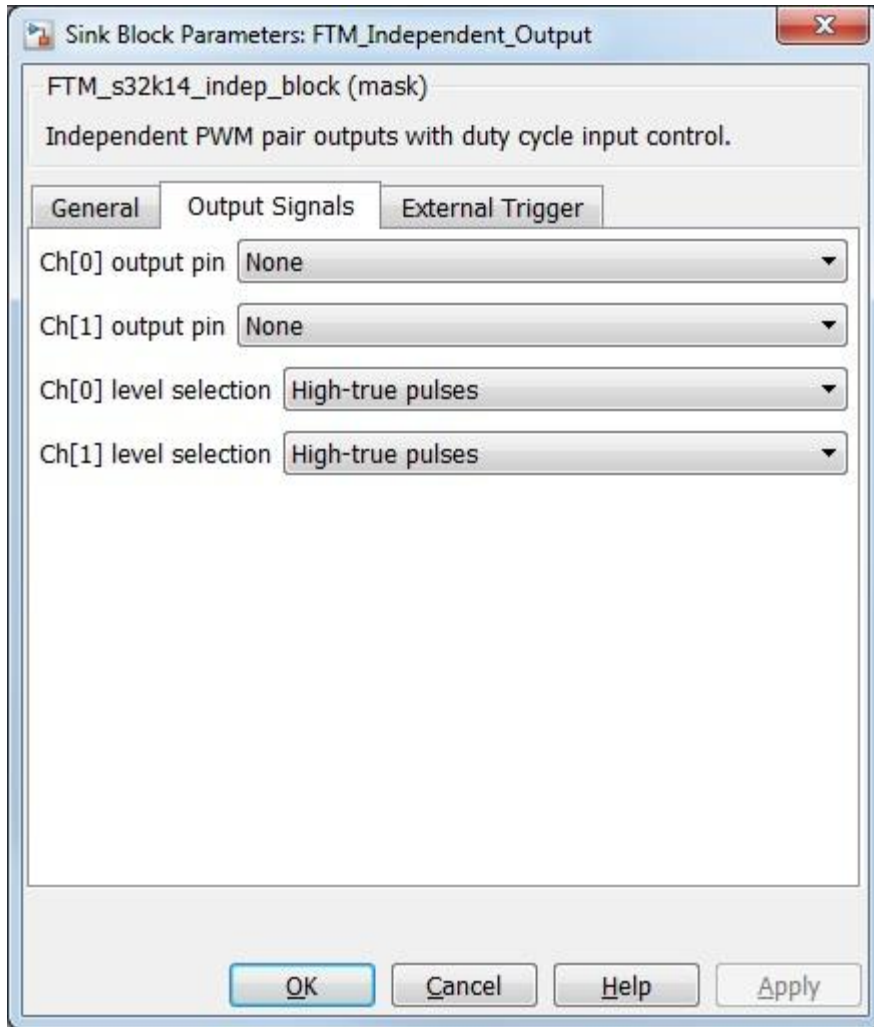 Sink Block Parameters: FTM_Independent_Output
FTM_s32k14_indep_block (mask)
Independent PWM pair outputs with duty cycle input control.
General Output Signals External Trigger
Ch[0] output pin None
Ch[1] output pin None
Ch[0] level selection High-true pulses
Ch[1] level selection High-true pulses
OK Cancel Help Apply